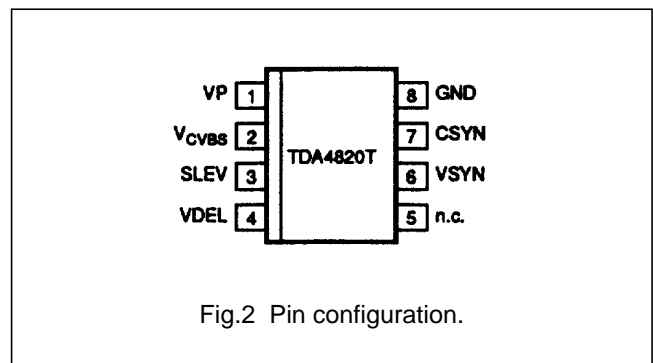 VP 1 8 GND
VCVBS 2 7 CSYN
TDA4820T
SLEV 3 6 VSYN
VDEL 4 5 n.c.
Fig.2 Pin configuration.